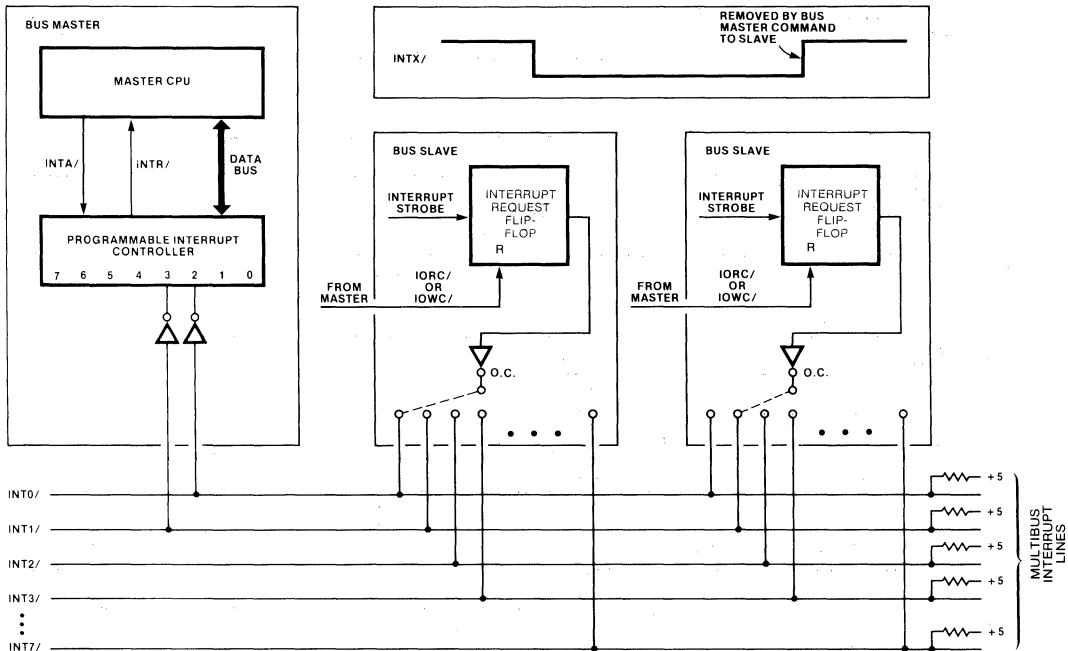 BUS MASTER
MASTER CPU
INTA/
INTR/
DATA
BUS
PROGRAMMABLE INTERRUPT
CONTROLLER
7 6 5 4 3 2 1 0
INTX/
REMOVED BY BUS
MASTER COMMAND
TO SLAVE
BUS SLAVE
INTERRUPT
STROBE
INTERRUPT
REQUEST
FLIP-
FLOP
R
FROM
MASTER
IORC/
OR
IOWC/
O.C.
BUS SLAVE
INTERRUPT
STROBE
INTERRUPT
REQUEST
FLIP-
FLOP
R
FROM
MASTER
IORC/
OR
IOWC/
O.C.
INT0/
+5
INT1/
+5
INT2/
+5
INT3/
+5
INT7/
+5
MULTIBUS
INTERRUPT
LINES